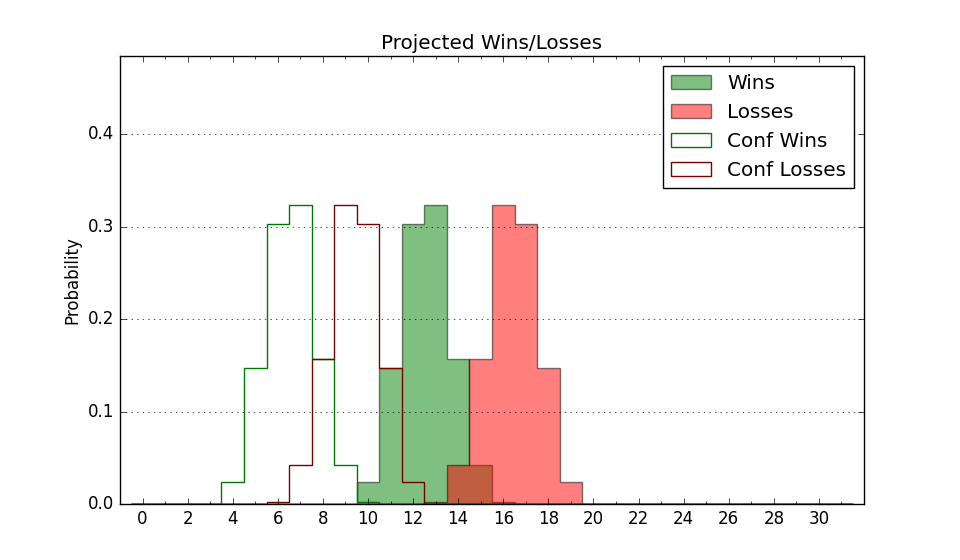 Projected Wins/Losses
Wins
Losses
Conf Wins
Conf Losses
Probability
0.4
0.3
0.2
0.1
0.0
0 2 4 6 8 10 12 14 16 18 20 22 24 26 28 30